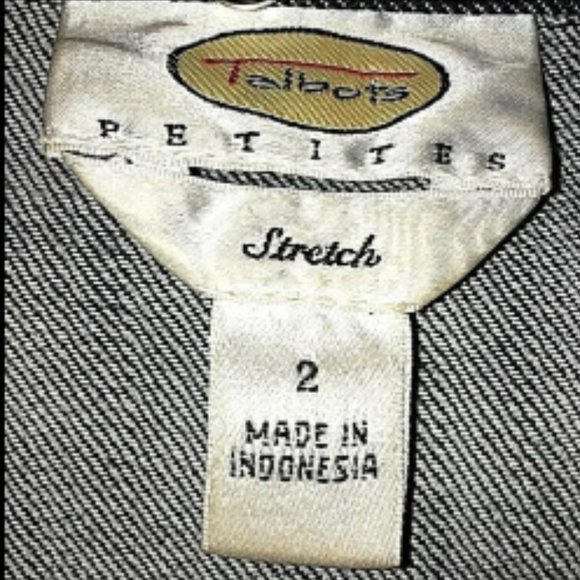 Talbots
PETITES
Stretch
2
MADE IN
INDONESIA